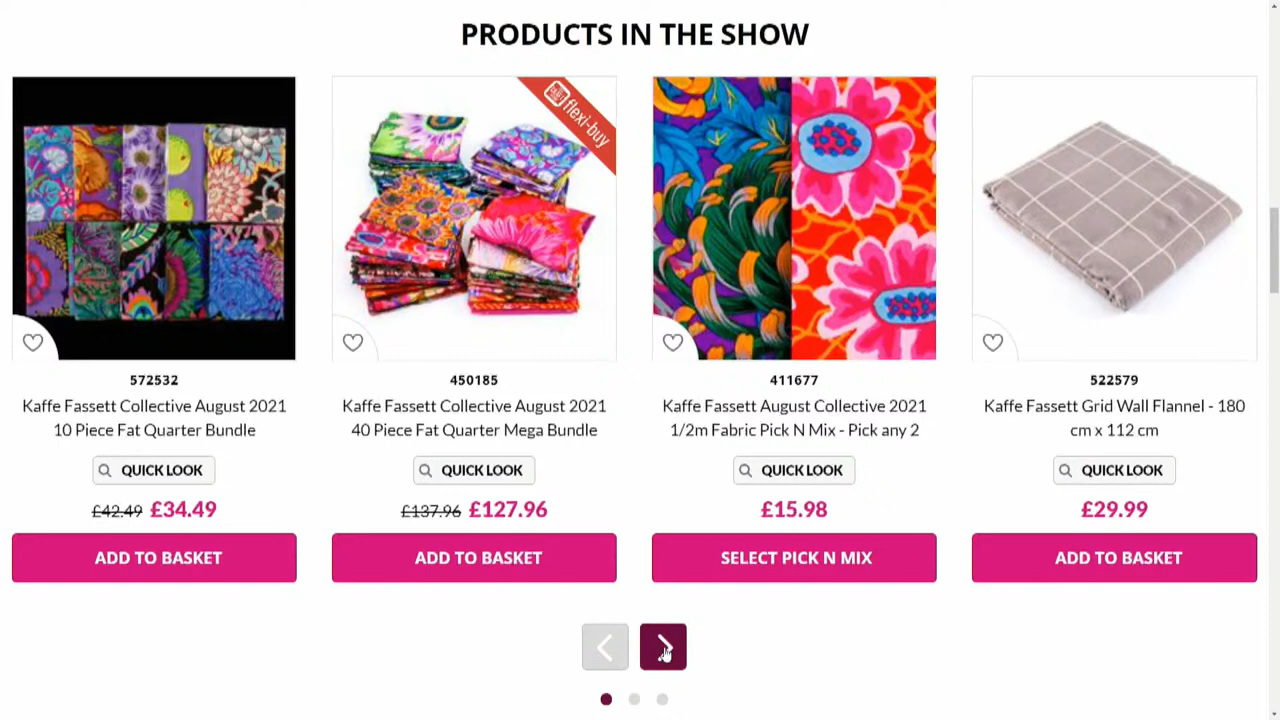 PRODUCTS IN THE SHOW
flexi-buy
572532
Kaffe Fassett Collective August 2021
10 Piece Fat Quarter Bundle
QUICK LOOK
£42.49 £34.49
ADD TO BASKET
450185
Kaffe Fassett Collective August 2021
40 Piece Fat Quarter Mega Bundle
QUICK LOOK
£137.96 £127.96
ADD TO BASKET
411677
Kaffe Fassett August Collective 2021
1/2m Fabric Pick N Mix - Pick any 2
QUICK LOOK
£15.98
SELECT PICK N MIX
522579
Kaffe Fassett Grid Wall Flannel - 180
cm x 112 cm
QUICK LOOK
£29.99
ADD TO BASKET